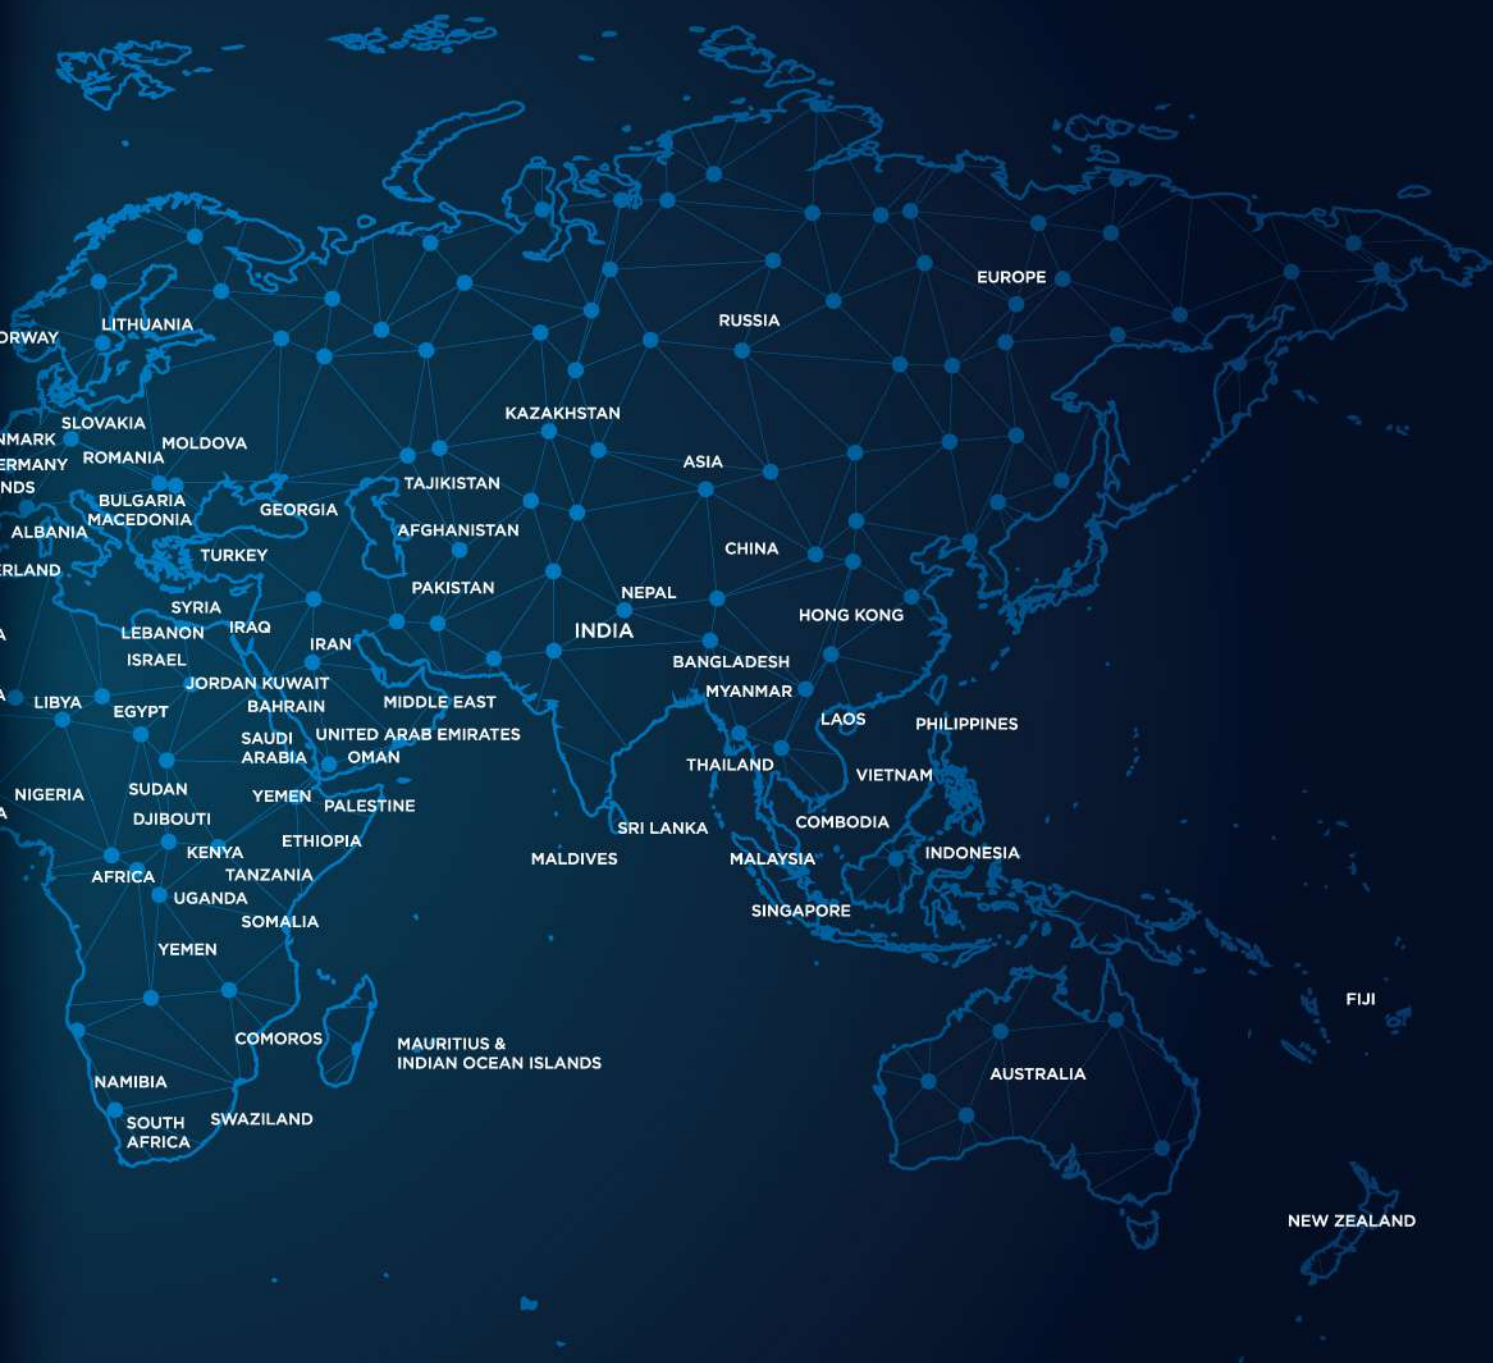 EUROPE
RUSSIA
LITHUANIA
ORWAY
KAZAKHSTAN
SLOVAKIA
NMARK
MOLDOVA
ROMANIA
ERMANY
ASIA
TAJIKISTAN
NDS
BULGARIA
GEORGIA
MACEDONIA
ALBANIA
AFGHANISTAN
CHINA
TURKEY
ERLAND
PAKISTAN
NEPAL
SYRIA
HONG KONG
IRAQ
LEBANON
INDIA
A
IRAN
ISRAEL
BANGLADESH
JORDAN KUWAIT
MYANMAR
A
LIBYA
MIDDLE EAST
BAHRAIN
EGYPT
LAOS
PHILIPPINES
SAUDI
ARABIA
UNITED ARAB EMIRATES
OMAN
THAILAND
VIETNAM
SUDAN
NIGERIA
YEMEN
PALESTINE
A
DJIBOUTI
COMBODIA
SRI LANKA
ETHIOPIA
KENYA
INDONESIA
MALDIVES
MALAYSIA
AFRICA
TANZANIA
UGANDA
SINGAPORE
SOMALIA
YEMEN
FIJI
COMOROS
MAURITIUS &
INDIAN OCEAN ISLANDS
AUSTRALIA
NAMIBIA
SOUTH
AFRICA
SWAZILAND
NEW ZEALAND